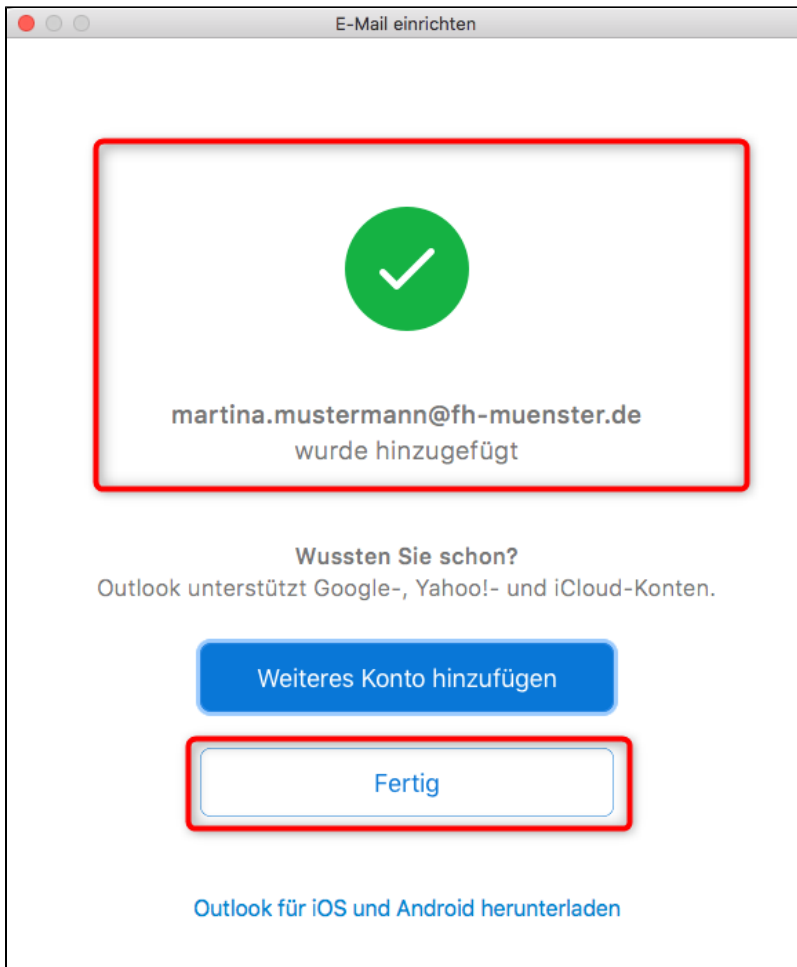 E-Mail einrichten
martina.mustermann@fh-muenster.de
wurde hinzugefügt
Wussten Sie schon?
Outlook unterstützt Google-, Yahoo!- und iCloud-Konten.
Weiteres Konto hinzufügen
Fertig
Outlook für iOS und Android herunterladen